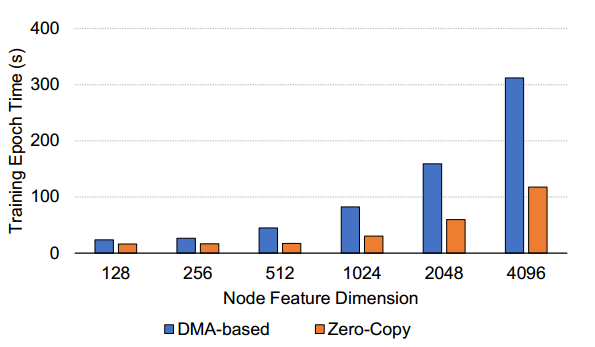 400
300
200
100
0
Training Epoch Time (s)
128 256 512 1024 2048 4096
Node Feature Dimension
DMA-based Zero-Copy